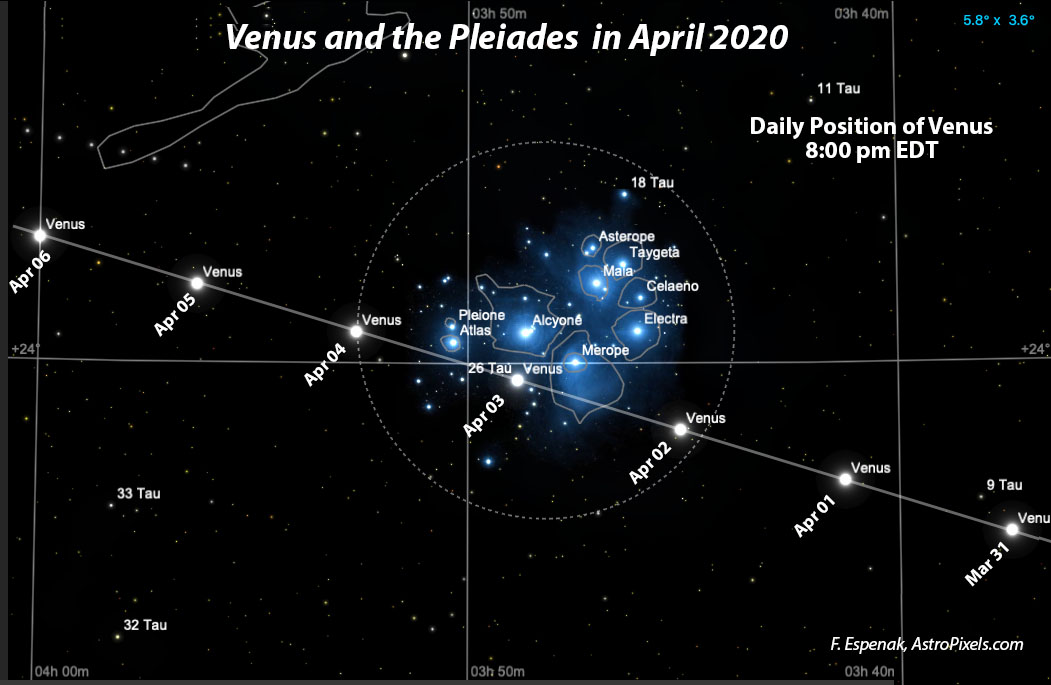 03h 50m
03h 40m
5.8° x 3.6°
Venus and the Pleiades in April 2020
11 Tau
Daily Position of Venus
8:00 pm EDT
18 Tau
Venus
Apr 06
Asterope
Taygeta
Maia
Celaeno
Venus
Apr 05
Pleione
Atlas
Alcyone
Electra
Venus
Apr 04
+24°
Merope
+24°
26 Tau
Venus
Apr 03
Venus
Apr 02
Venus
Apr 01
9 Tau
Venu
Mar 31
33 Tau
32 Tau
F. Espenak, AstroPixels.com
04h 00m
03h 50m
03h 40n